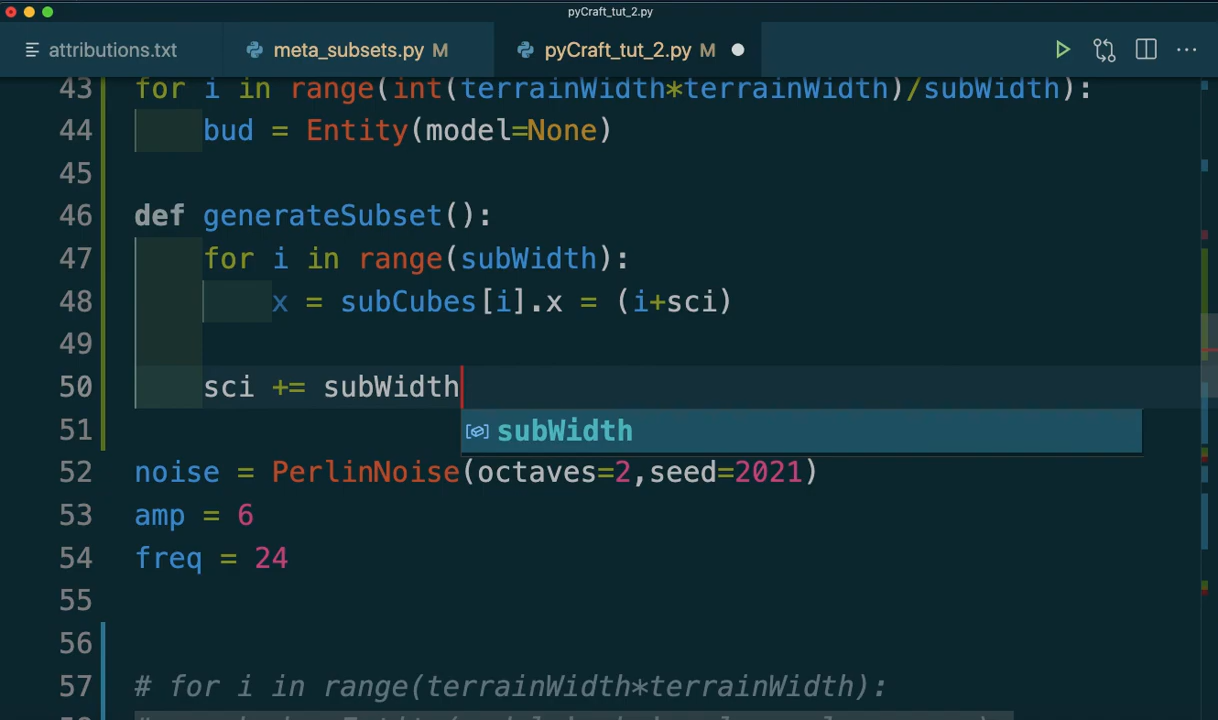 pyCraft_tut_2.py
attributions.txt meta_subsets.py M pyCraft_tut_2.py M
43 for i in range(int(terrainWidth*terrainWidth)/subWidth):
44 bud = Entity(model=None)
45
46 def generateSubset():
47 for i in range(subWidth):
48 x = subCubes[i].x = (i+sci)
49
50 sci += subWidth
51 subWidth
52 noise = PerlinNoise(octaves=2,seed=2021)
53 amp = 6
54 freq = 24
55
56
57 # for i in range(terrainWidth*terrainWidth):